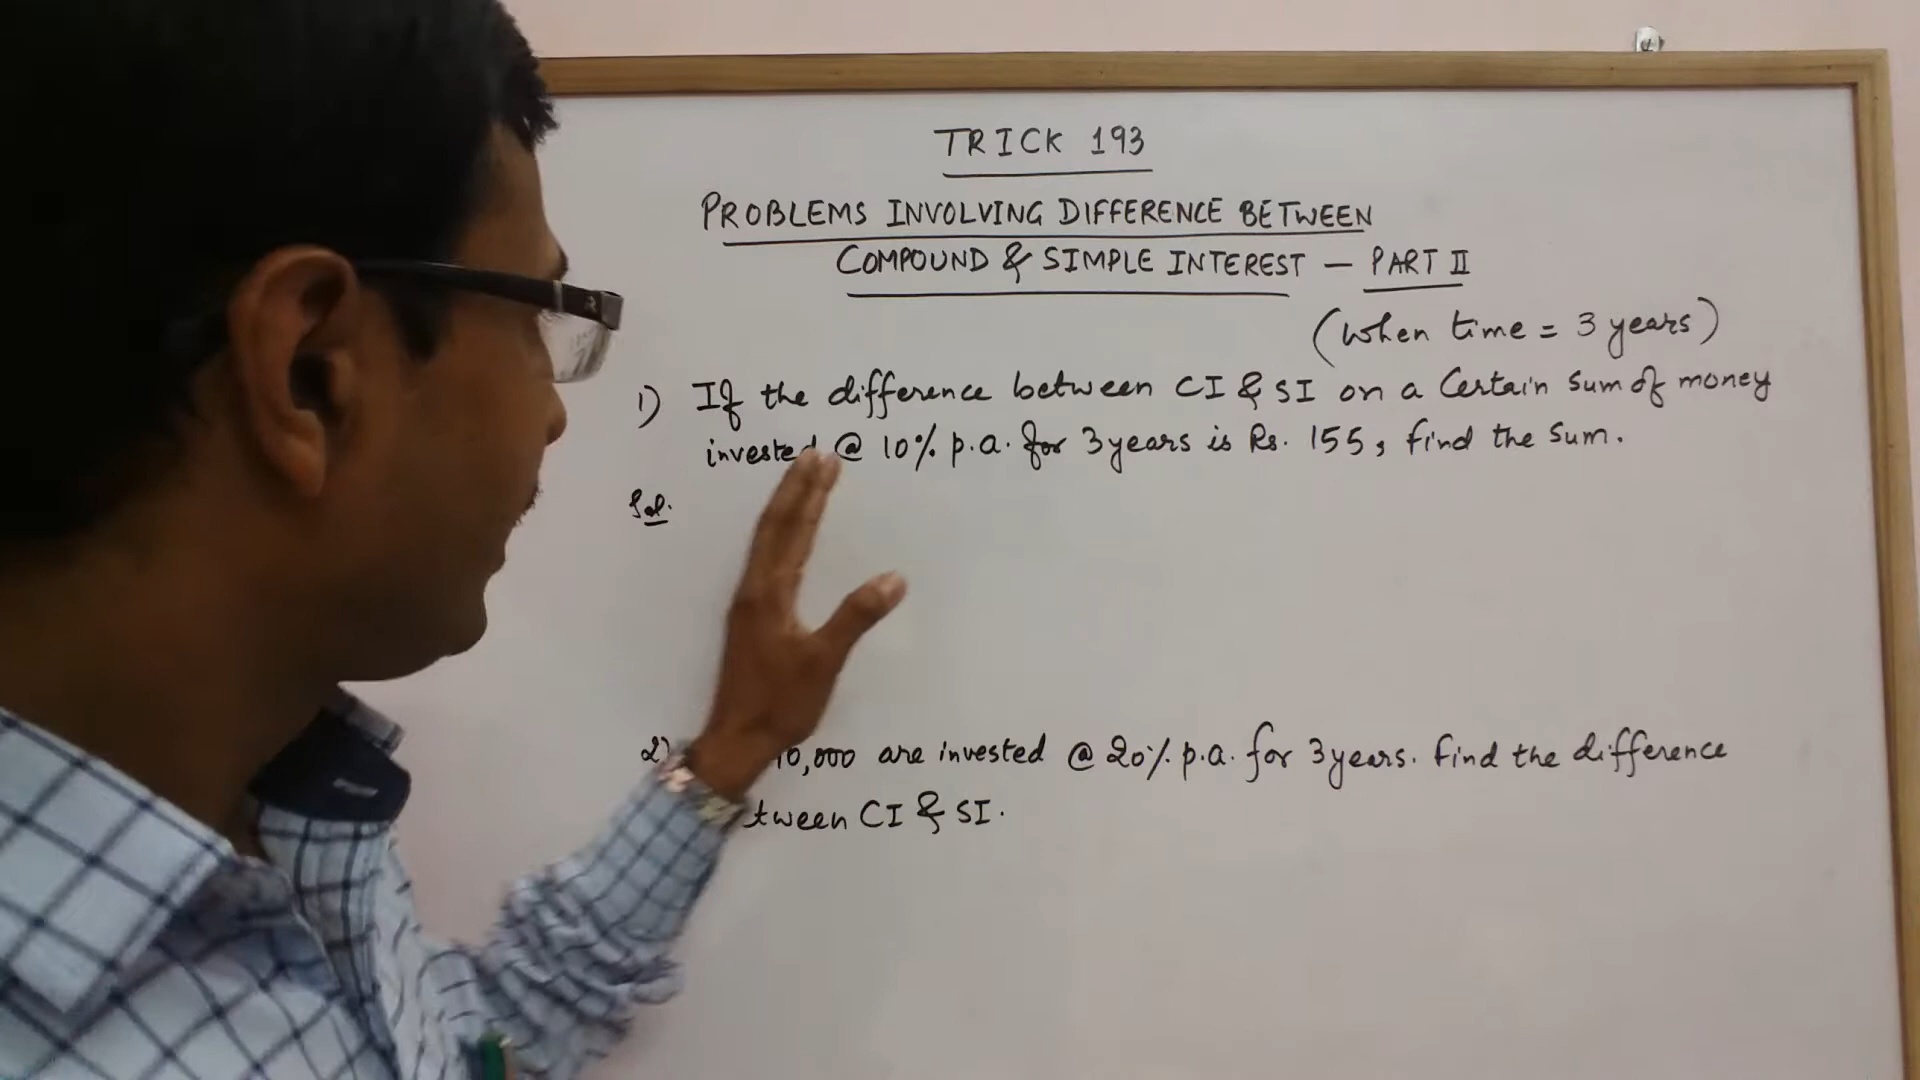 TRICK 193
PROBLEMS INVOLVING DIFFERENCE BETWEEN
COMPOUND & SIMPLE INTEREST – PART II
(When time = 3 years)
1) If the difference between CI & SI on a Certain Sum of money
invested @ 10% p.a. for 3 years is Rs. 155, find the Sum.
Sol.
2) 10,000 are invested @ 20% p.a. for 3 years. Find the difference
tween CI & SI.